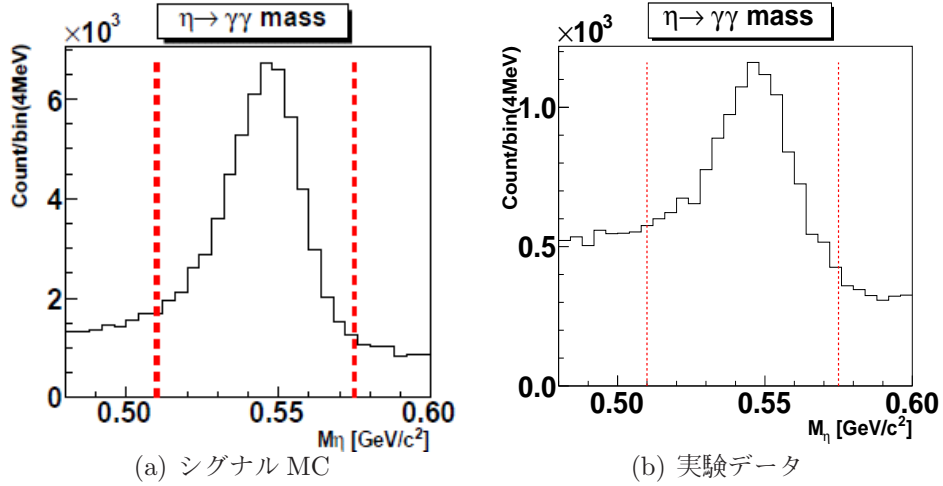 η→ γγ mass
×10³
Count/bin(4MeV)
6
4
2
0
0.50 0.55 0.60
Mη [GeV/c²]
(a) シグナル MC
η→ γγ mass
×10³
Count/bin(4MeV)
1.0
0.5
0.0
0.50 0.55 0.60
M_η [GeV/c²]
(b) 実験データ